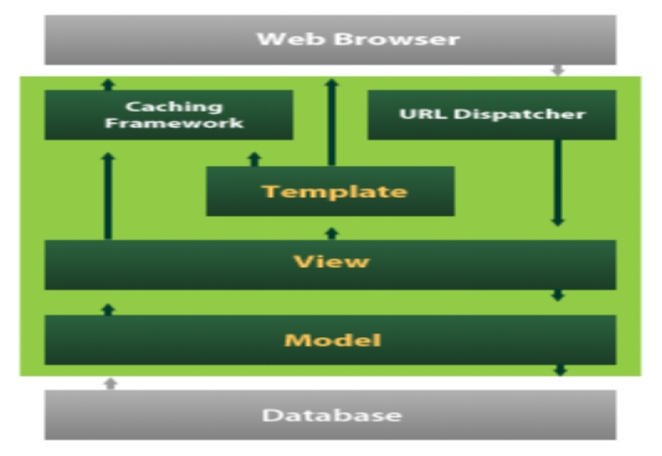 Web Browser
Caching
Framework
URL Dispatcher
Template
View
Model
Database